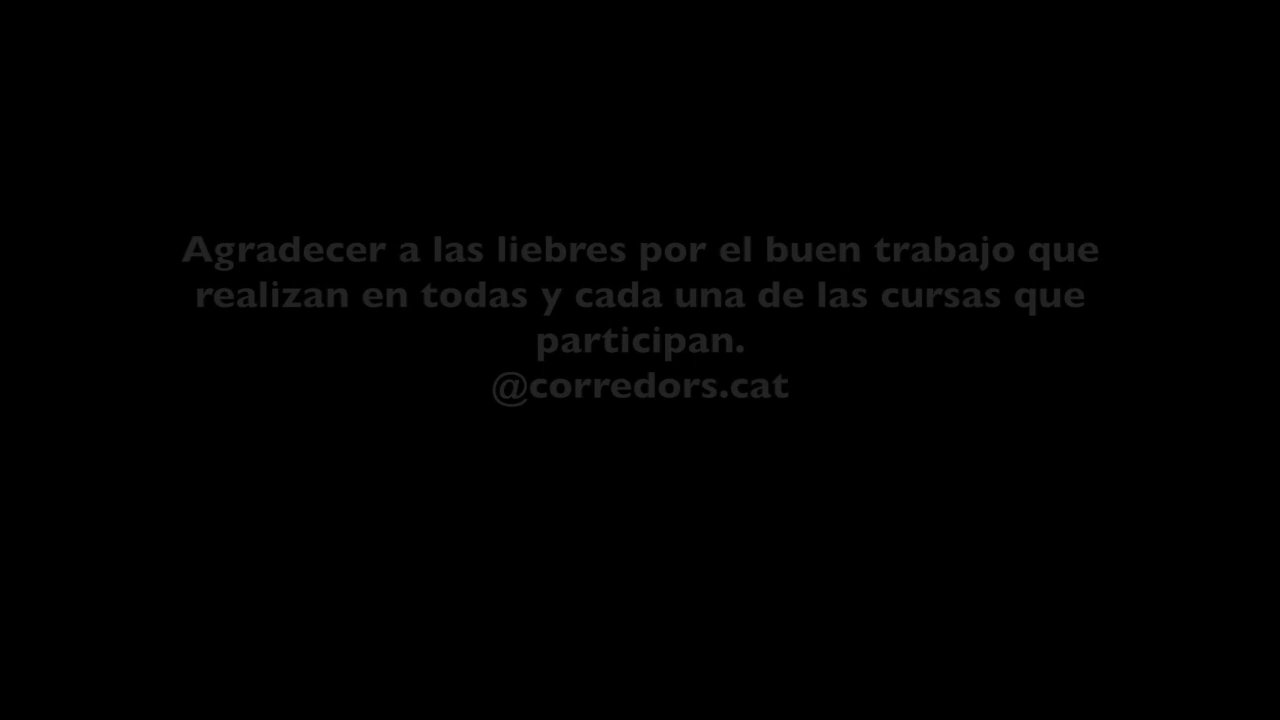 Agradecer a las liebres por el buen trabajo que
realizan en todas y cada una de las cursas que
participan.
@corredors.cat